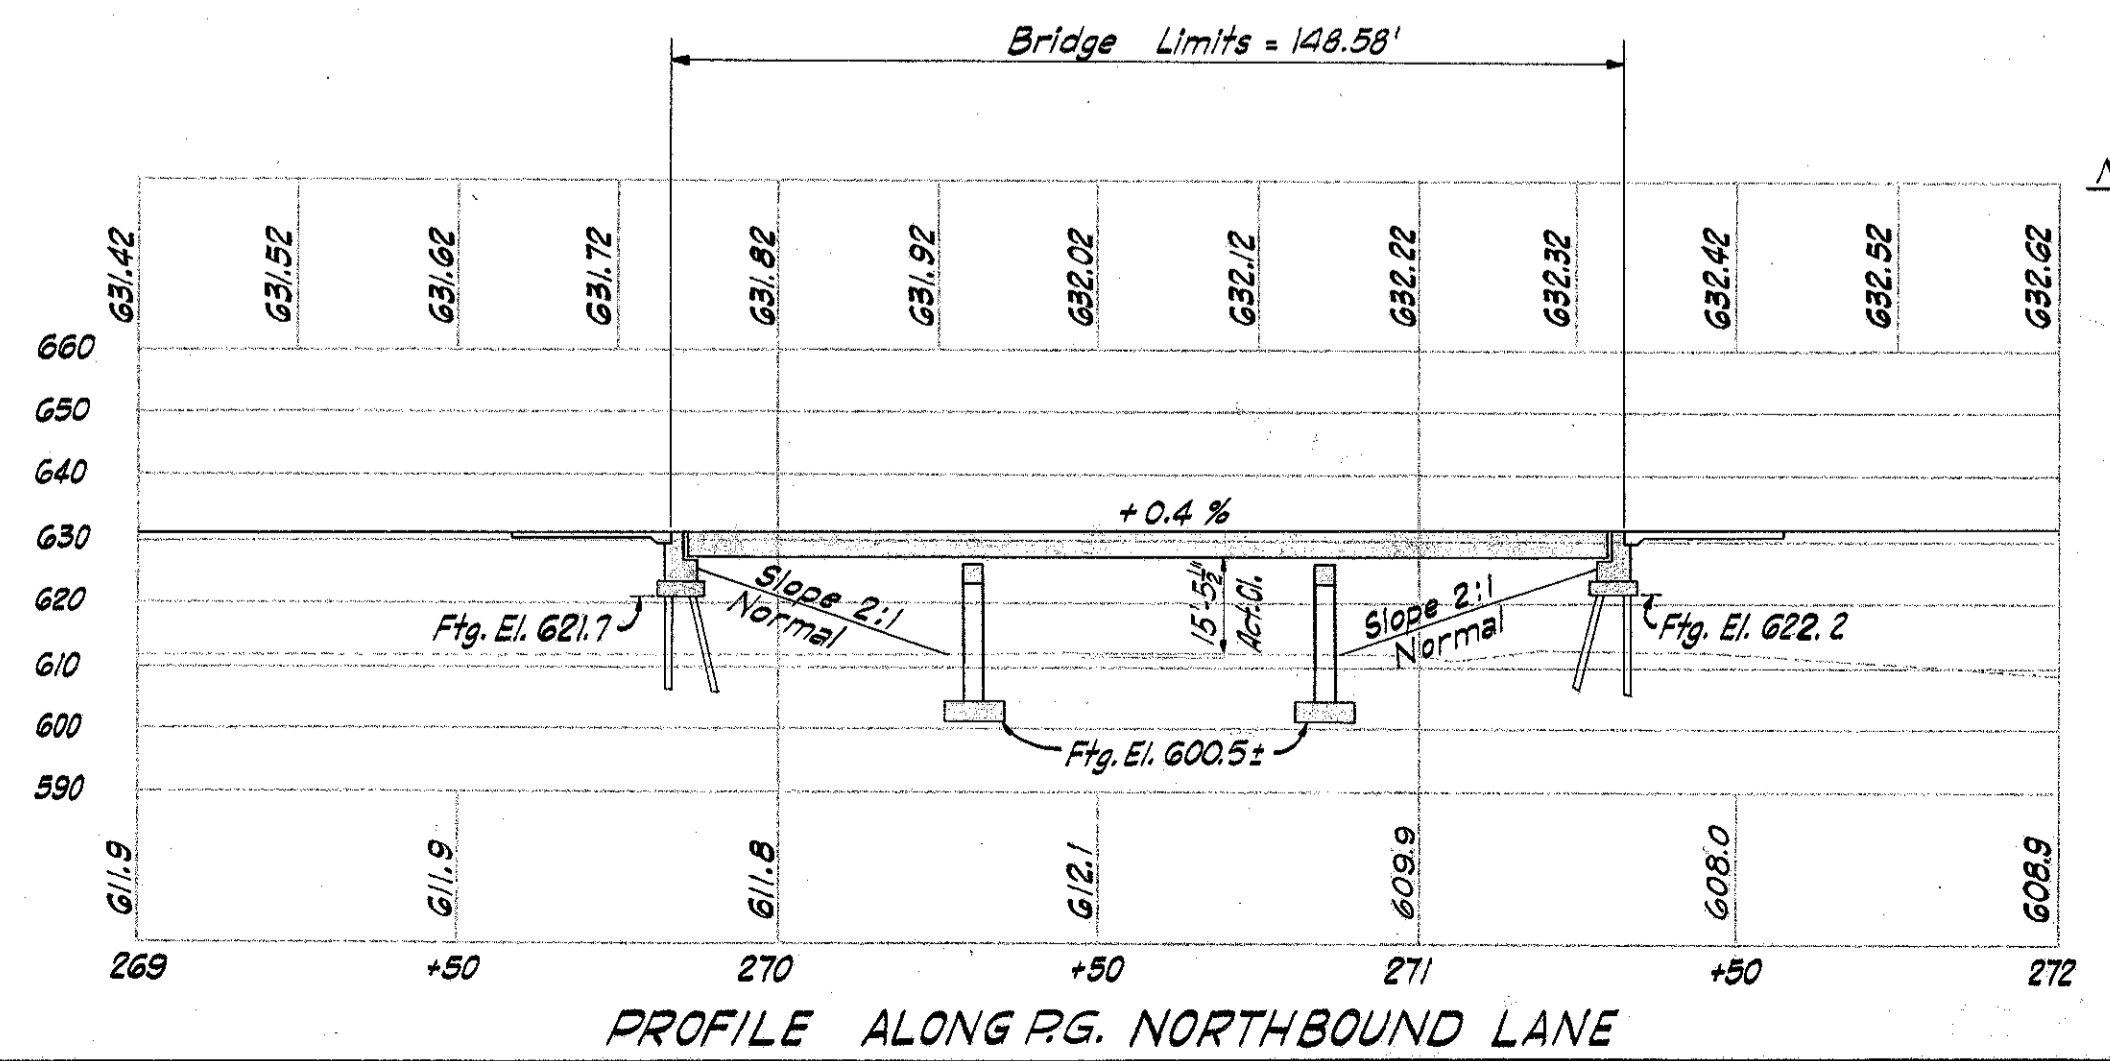 Bridge Limits = 148.58'
631.42 631.52 631.62 631.72 631.82 631.92 632.02 632.12 632.22 632.32 632.42 632.52 632.62
660
650
640
+0.4 %
630
620
610
600
590
Slope 2:1
Normal
15'-5½"
Act. Cl.
Slope 2:1
Normal
Ftg. El. 621.7
Ftg. El. 622.2
Ftg. El. 600.5±
611.9 611.9 611.8 612.1 609.9 608.0 608.9
269 +50 270 +50 271 +50 272
PROFILE ALONG P.G. NORTHBOUND LANE